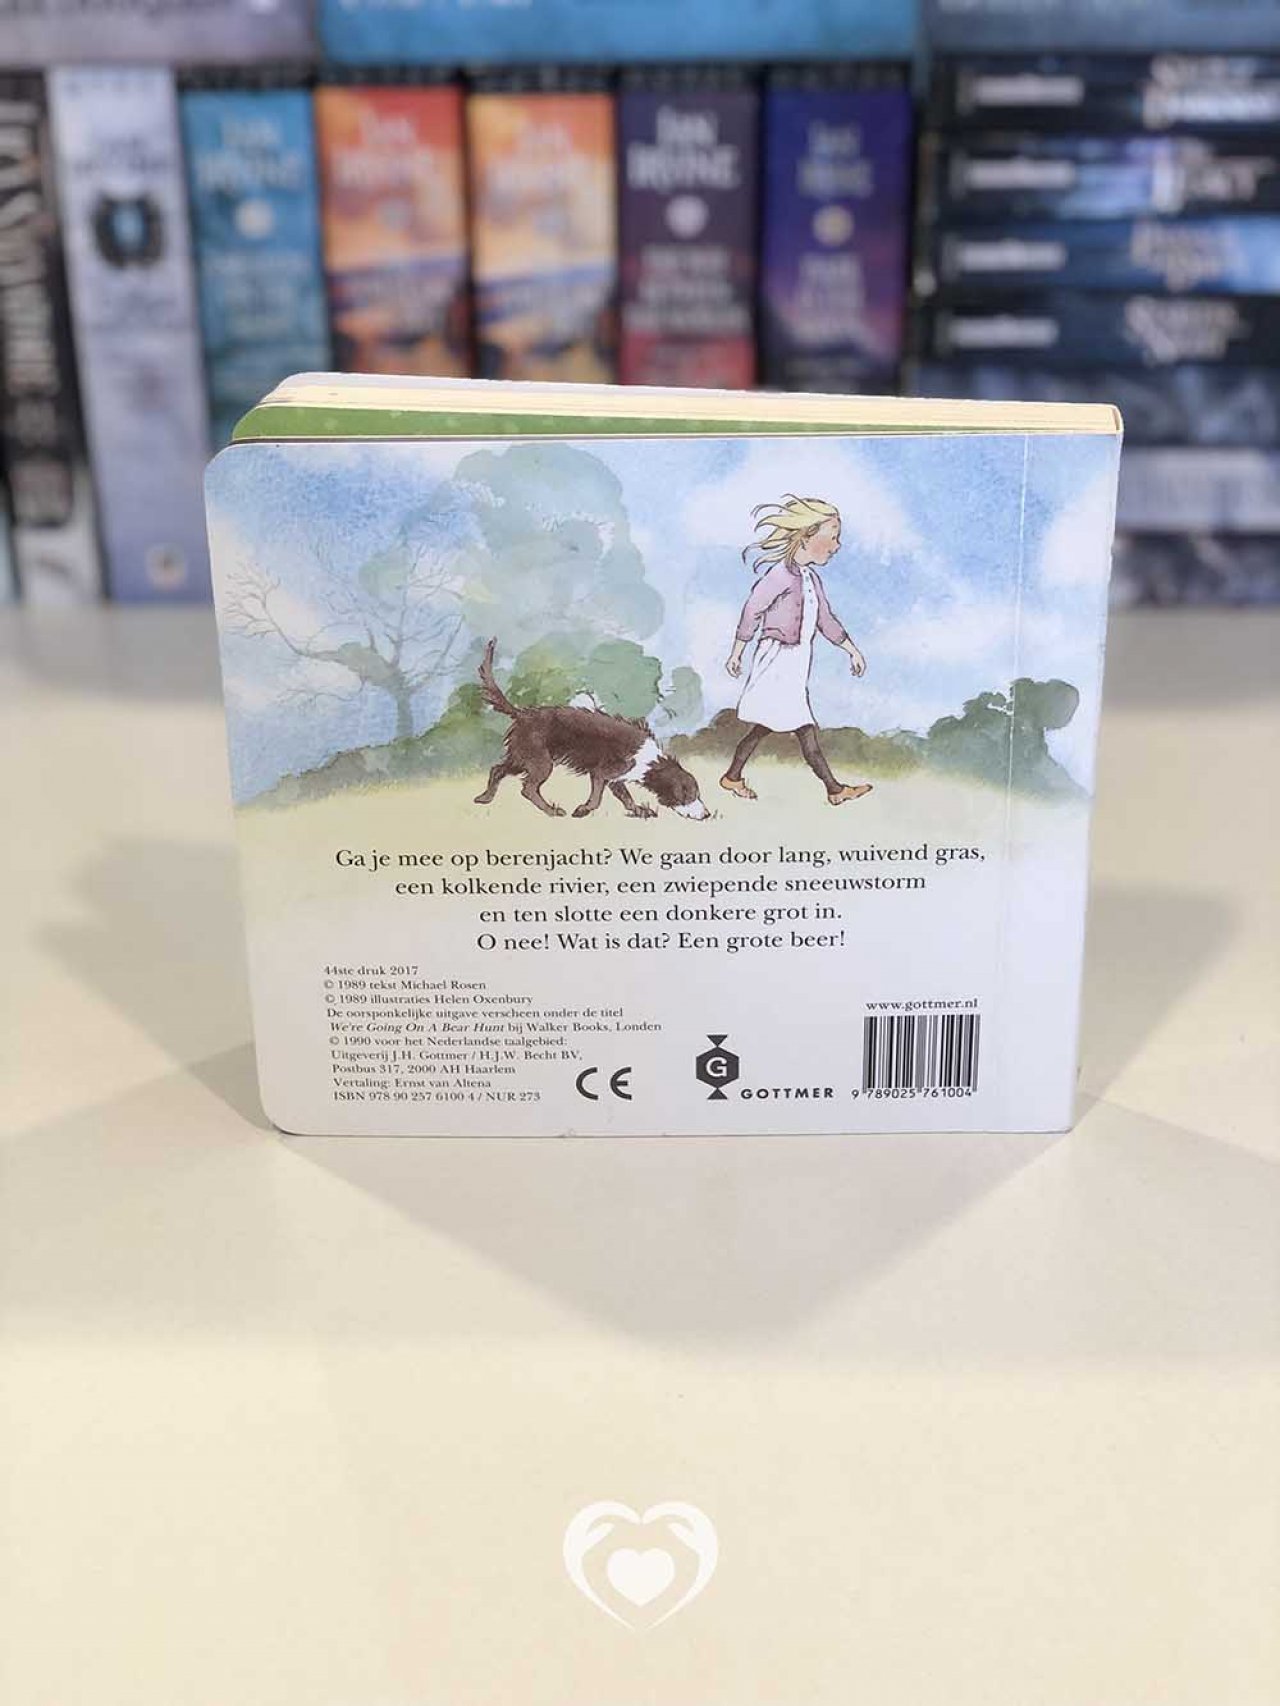 Ga je mee op berenjacht? We gaan door lang, wuivend gras,
een kolkende rivier, een zwiepende sneeuwstorm
en ten slotte een donkere grot in.
O nee! Wat is dat? Een grote beer!
44ste druk 2017
© 1989 tekst Michael Rosen
© 1989 illustraties Helen Oxenbury
De oorsponkelijke uitgave verscheen onder de titel
We're Going On A Bear Hunt bij Walker Books, Londen
© 1990 voor het Nederlandse taalgebied:
Uitgeverij J.H. Gottmer / H.J.W. Becht BV,
Postbus 317, 2000 AH Haarlem
Vertaling: Ernst van Altena
ISBN 978 90 257 6100 4 / NUR 273
CE
G
GOTTMER
www.gottmer.nl
9 789025 761004